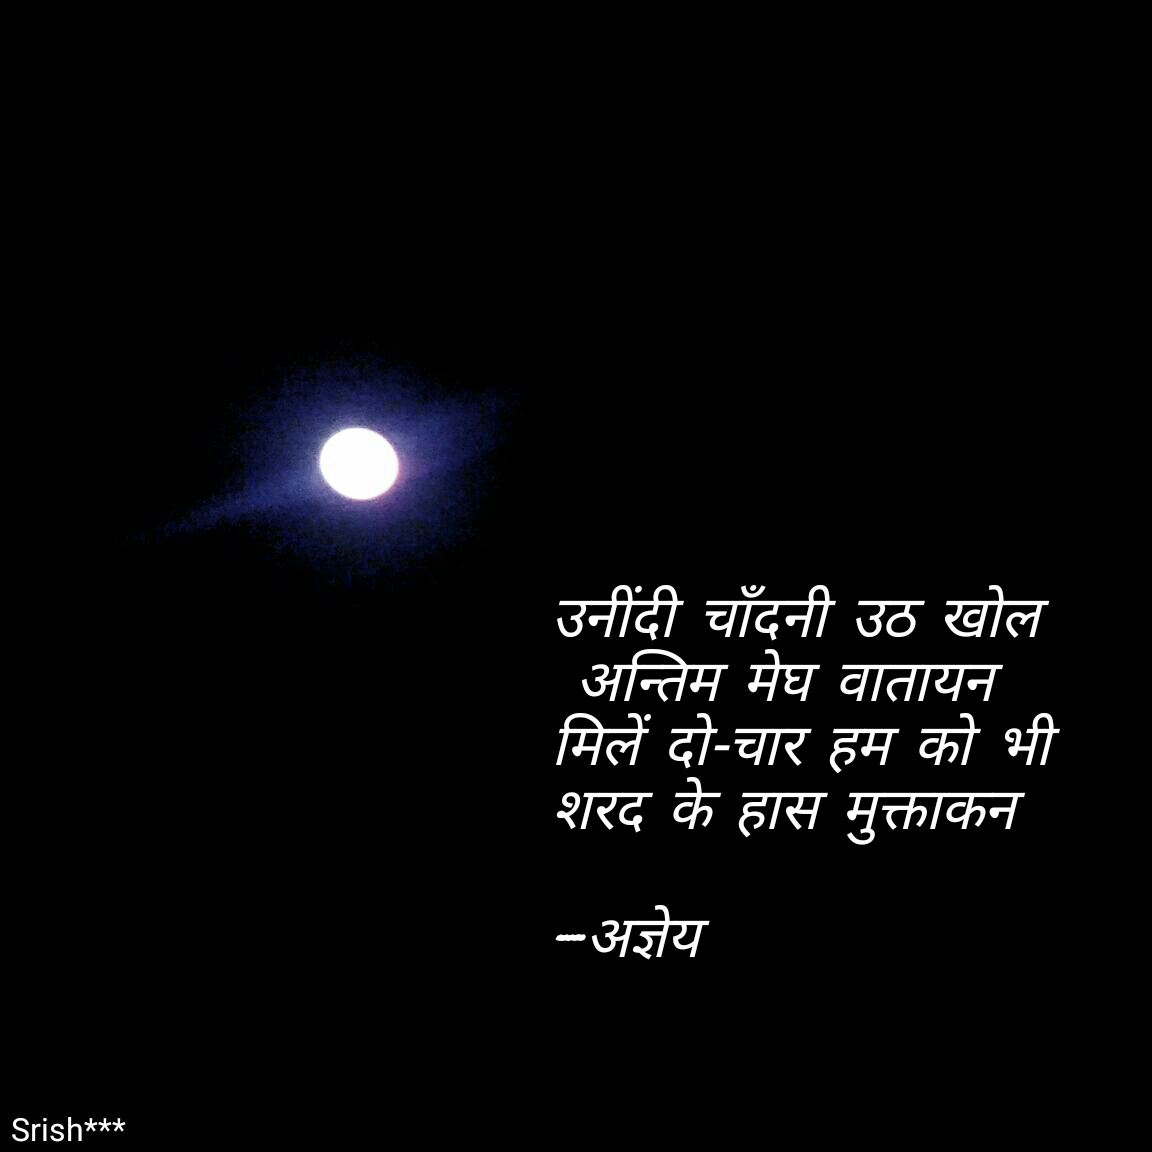 उनींदी चाँदनी उठ खोल
अन्तिम मेघ वातायन
मिलें दो-चार हम को भी
शरद के हास मुक्ताकन
—अज्ञेय
Srish***